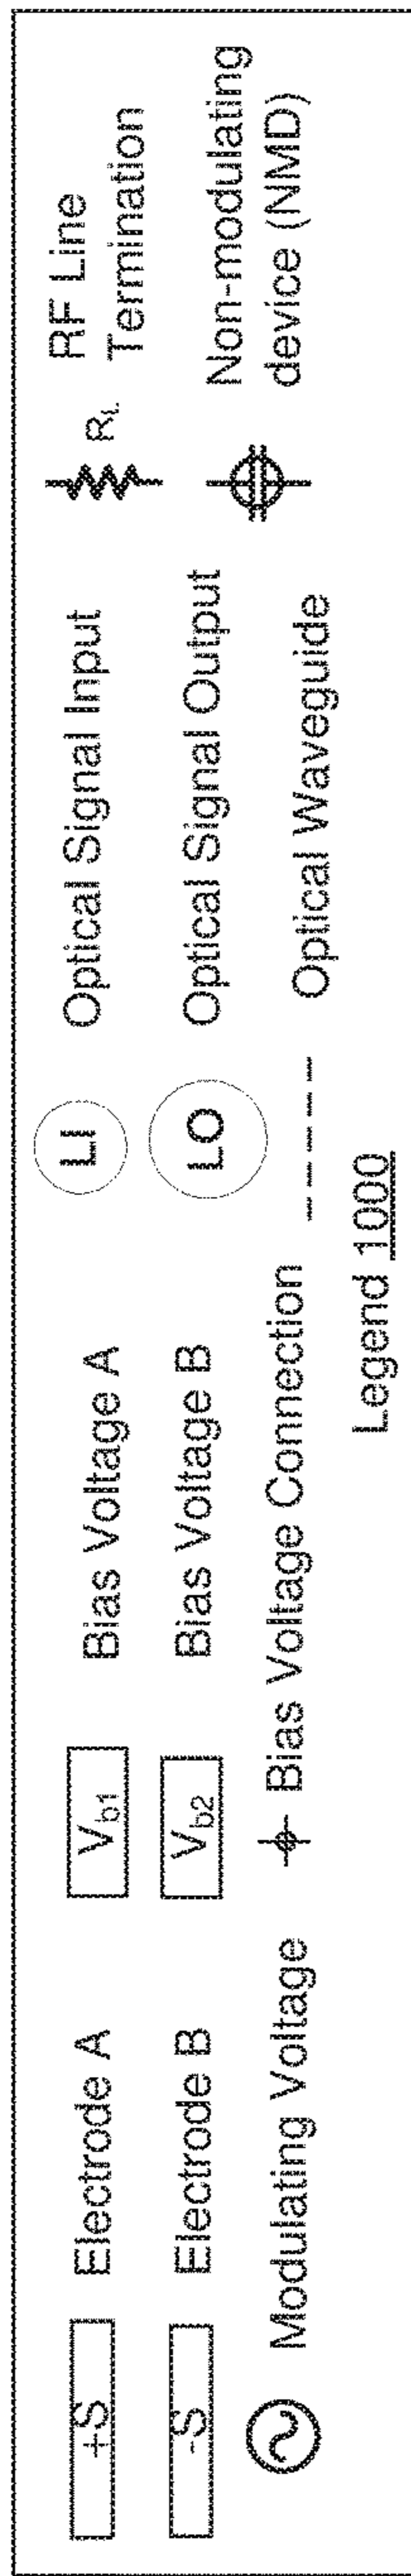 +S Electrode A
-S Electrode B
Modulating Voltage
Vb1 Bias Voltage A
Vb2 Bias Voltage B
Bias Voltage Connection
LI Optical Signal Input
LO Optical Signal Output
Optical Waveguide
RL RF Line
Termination
Non-modulating
device (NMD)
Legend 1000